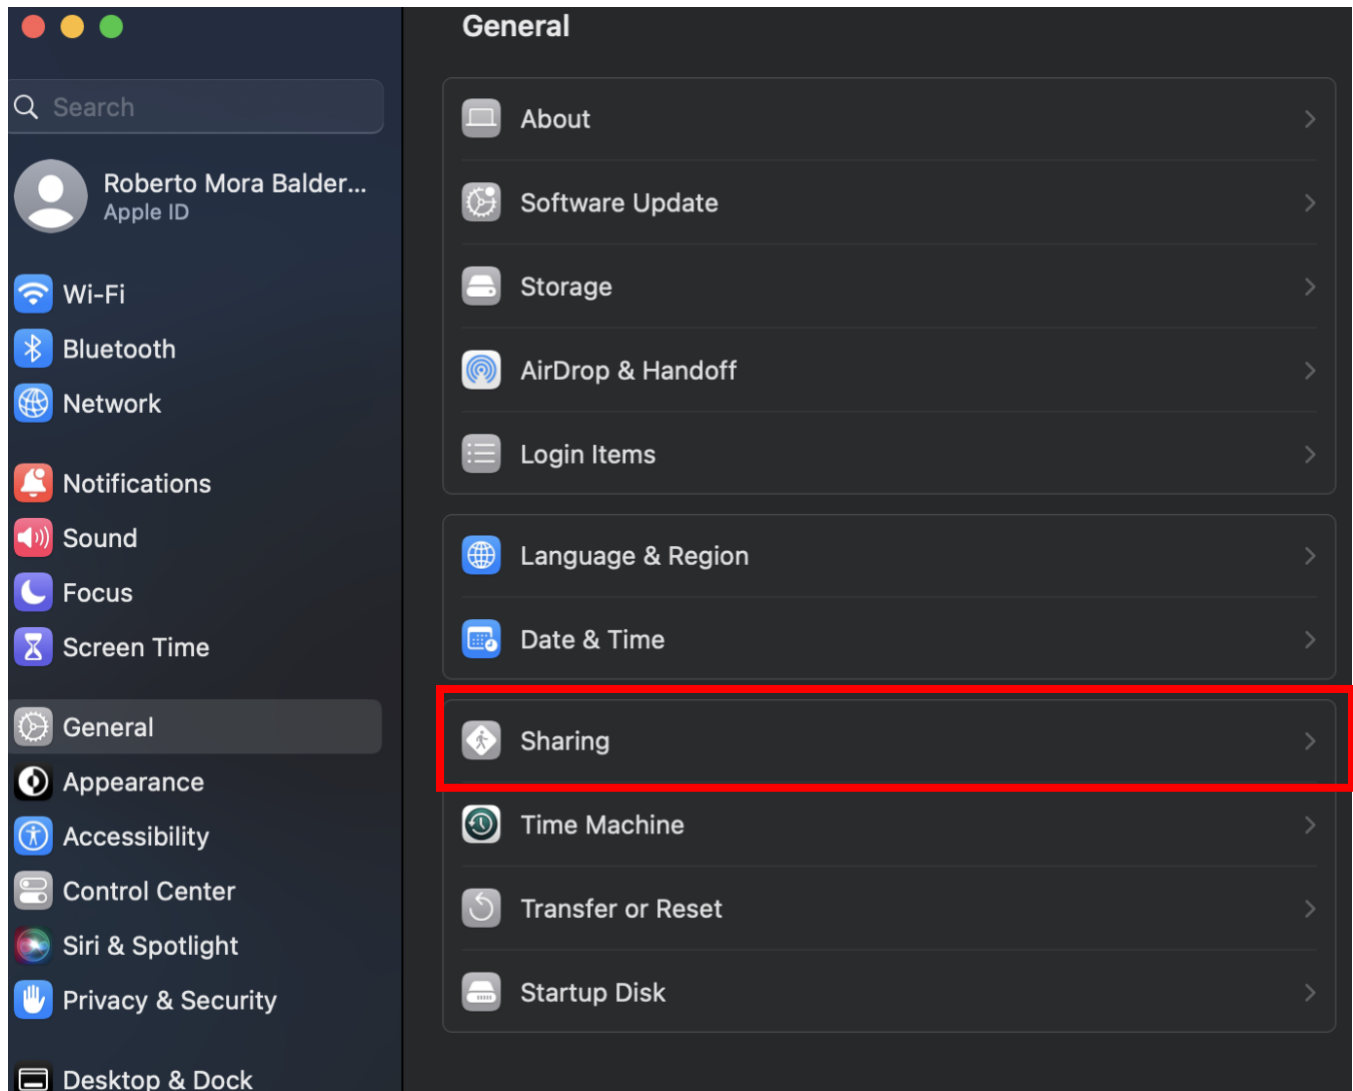 Search
Roberto Mora Balder...
Apple ID
Wi-Fi
Bluetooth
Network
Notifications
Sound
Focus
Screen Time
General
Appearance
Accessibility
Control Center
Siri & Spotlight
Privacy & Security
Desktop & Dock
General
About
Software Update
Storage
AirDrop & Handoff
Login Items
Language & Region
Date & Time
Sharing
Time Machine
Transfer or Reset
Startup Disk